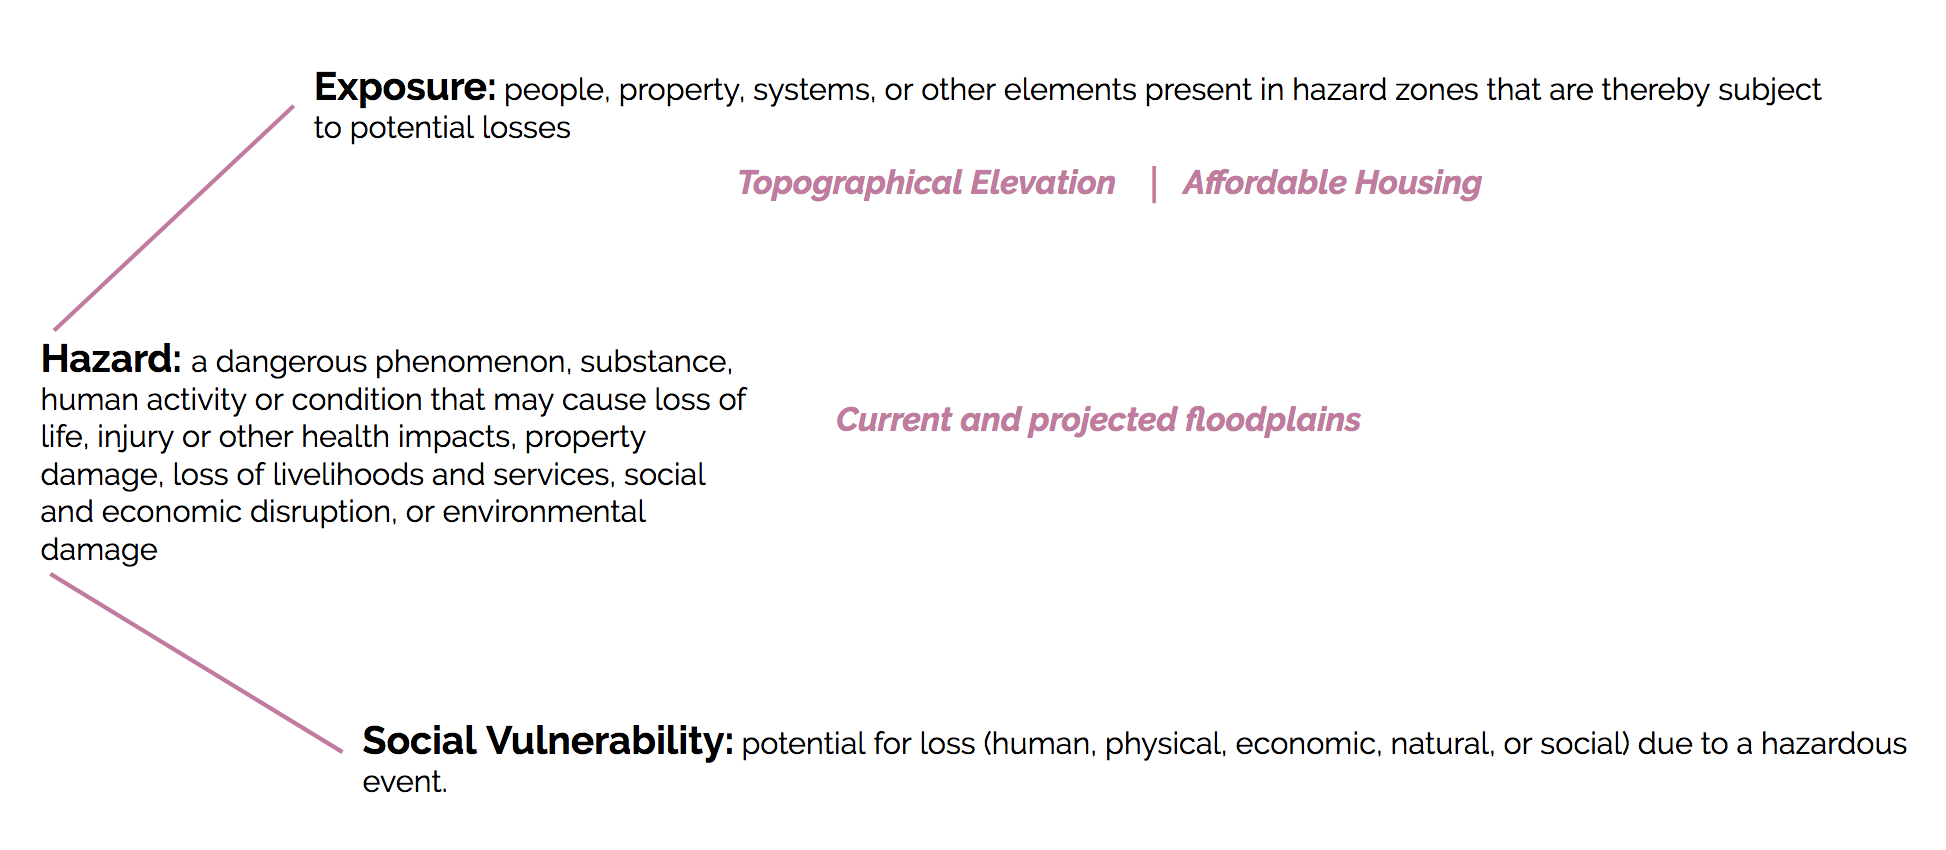 Exposure: people, property, systems, or other elements present in hazard zones that are thereby subject
to potential losses
Topographical Elevation | Affordable Housing
Hazard: a dangerous phenomenon, substance,
human activity or condition that may cause loss of
life, injury or other health impacts, property
damage, loss of livelihoods and services, social
and economic disruption, or environmental
damage
Current and projected floodplains
Social Vulnerability: potential for loss (human, physical, economic, natural, or social) due to a hazardous
event.